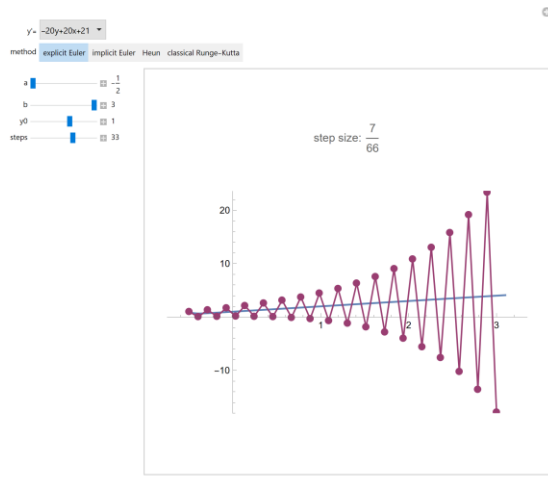 y'= -20y+20x+21
method explicit Euler implicit Euler Heun classical Runge-Kutta
a -1/2
b 3
y0 1
steps 33
step size: 7/66
20
10
1 2 3
-10